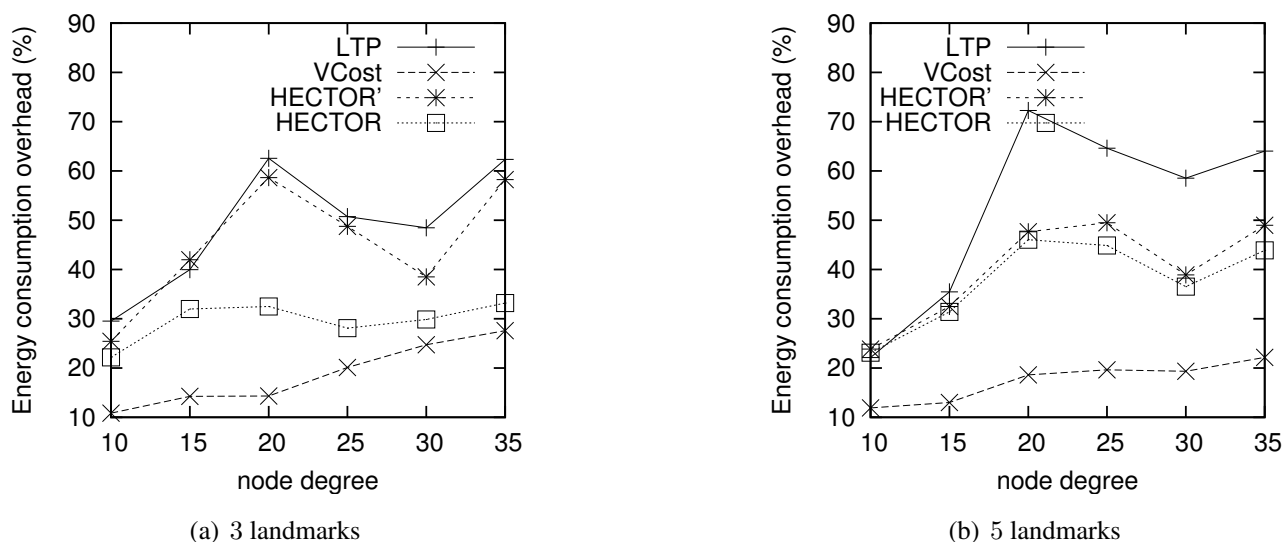 Energy consumption overhead (%)
90
80
70
60
50
40
30
20
10
LTP
VCost
HECTOR'
HECTOR
10 15 20 25 30 35
node degree
(a) 3 landmarks
Energy consumption overhead (%)
90
80
70
60
50
40
30
20
10
LTP
VCost
HECTOR'
HECTOR
10 15 20 25 30 35
node degree
(b) 5 landmarks